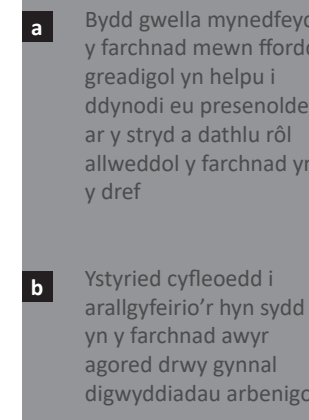 a
Bydd gwella
y farchnad mewn
greadigol yn helpu i
ddynodi eu
ar y stryd a dathlu rôl
allweddol y farchnad
y dref
b
Ystyried cyfleoedd i
arallgyfeirio'r hyn sydd
yn y farchnad awyr
agored drwy gynnal
digwyddiadau